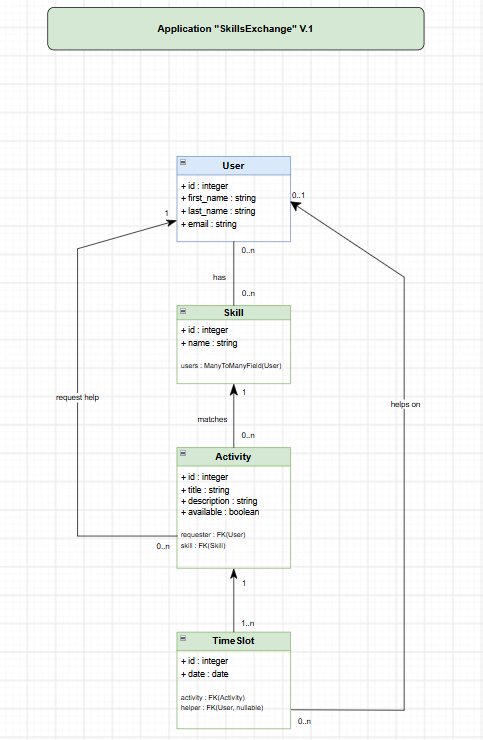 Application "SkillsExchange" V.1
User
+ id : integer
+ first_name : string
+ last_name : string
+ email : string
0..1
1
0..n
has
0..n
Skill
+ id : integer
+ name : string
users : ManyToManyField(User)
1
request help
helps on
matches
0..n
Activity
+ id : integer
+ title : string
+ description : string
+ available : boolean
requester : FK(User)
skill : FK(Skill)
0..n
1
1..n
TimeSlot
+ id : integer
+ date : date
activity : FK(Activity)
helper : FK(User, nullable)
0..n